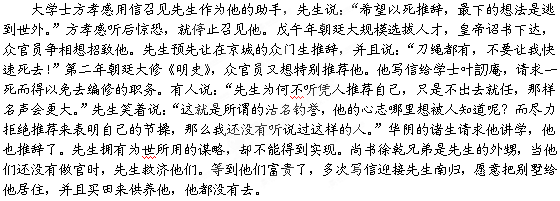 大学士方孝感用信召见先生作为他的助手，先生说：“希望以死推辞，最下的想法是逃到世外。”方孝感听后惊恐，就停止召见他。戊午年朝廷大规模选拔人才，皇帝诏书下达，众官员争相想招致他。先生预先让在京城的众门生推辞，并且说：“刀绳都有，不要让我快速死去！”第二年朝廷大修《明史》，众官员又想特别推荐他。他写信给学士叶訒庵，请求一死而得以免去编修的职务。有人说：“先生为何不听凭人推荐自己，只是不出去就任，那样名声会更大。”先生笑着说：“这就是所谓的沽名钓誉，他的心志哪里想被人知道呢？而尽力拒绝推荐来表明自己的节操，那么我还没有听说过这样的人。”华阴的诸生请求他讲学，他也推辞了。先生拥有为世所用的谋略，却不能得到实现。尚书徐乾兄弟是先生的外甥，当他们还没有做官时，先生救济他们。等到他们富贵了，多次写信迎接先生南归，愿意把别墅给他居住，并且买田来供养他，他都没有去。